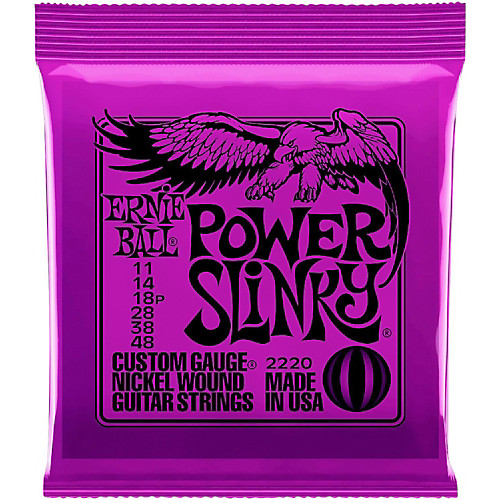 ERNIE
BALL®
POWER
SLINKY®
11
14
18P
28
38
48
CUSTOM GAUGE® 2220
NICKEL WOUND MADE
GUITAR STRINGS IN USA